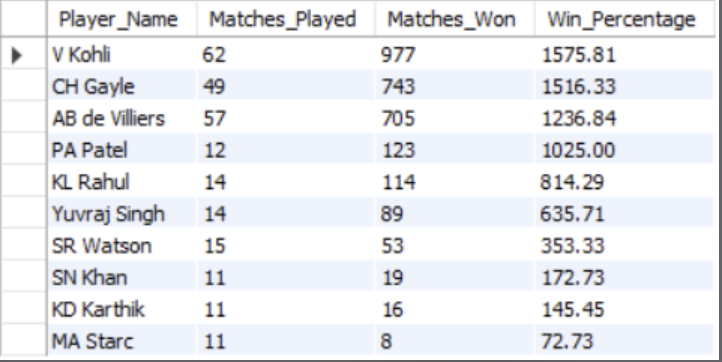 Player_Name Matches_Played Matches_Won Win_Percentage
V Kohli 62 977 1575.81
CH Gayle 49 743 1516.33
AB de Villiers 57 705 1236.84
PA Patel 12 123 1025.00
KL Rahul 14 114 814.29
Yuvraj Singh 14 89 635.71
SR Watson 15 53 353.33
SN Khan 11 19 172.73
KD Karthik 11 16 145.45
MA Starc 11 8 72.73